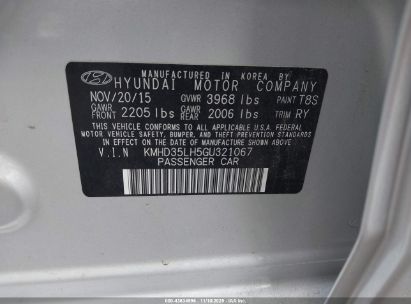 MANUFACTURED IN KOREA BY
HYUNDAI MOTOR COMPANY
NOV/20/15 GVWR 3968 lbs PAINT T8S
GAWR FRONT 2205 lbs GAWR REAR 2006 lbs TRIM RY
THIS VEHICLE CONFORMS TO ALL APPLICABLE U.S.A. FEDERAL
MOTOR VEHICLE SAFETY, BUMPER, AND THEFT PREVENTION STANDARDS
IN EFFECT ON THE DATE OF MANUFACTURE SHOWN ABOVE.
V.I.N KMHD35LH5GU321067
PASSENGER CAR